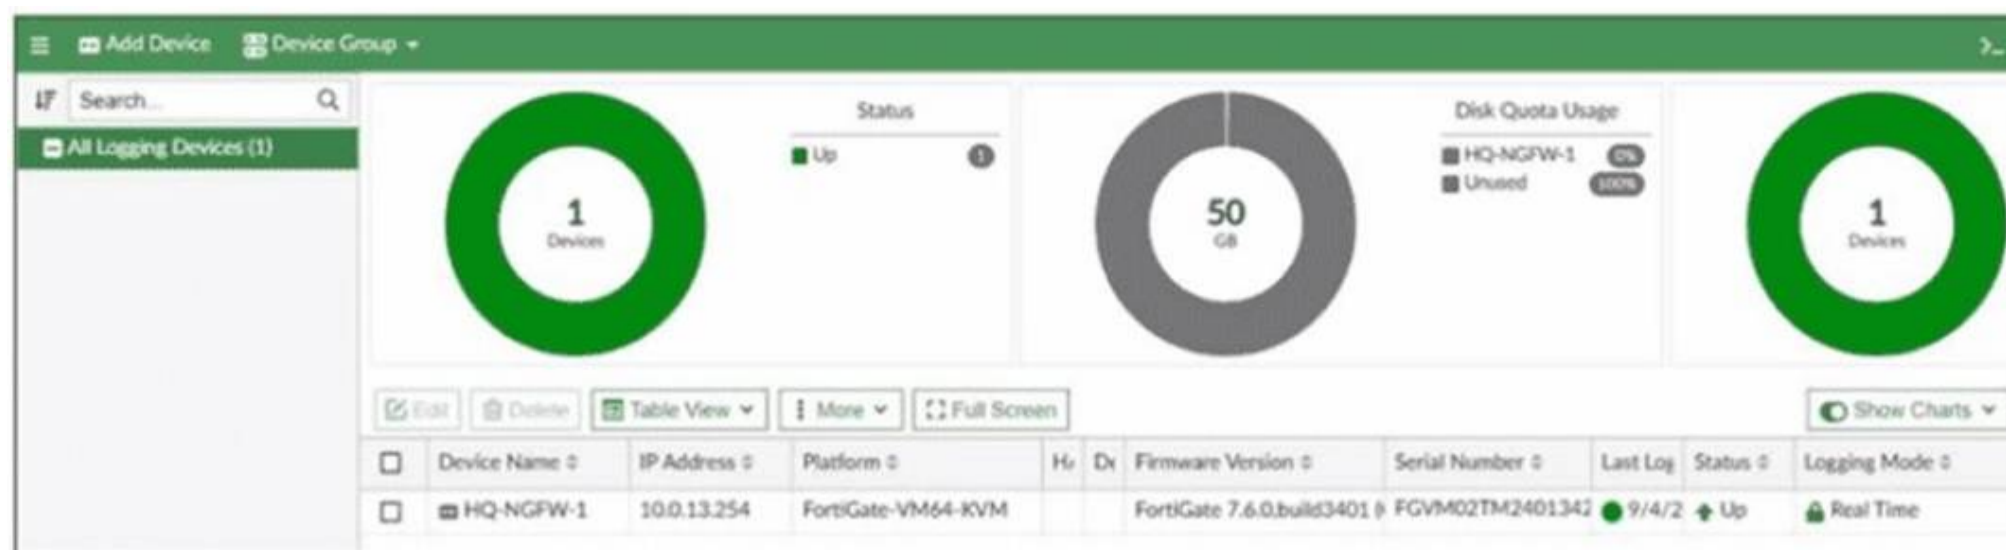 Add Device Device Group
Search...
All Logging Devices (1)
1
Devices
Status
Up 1
50
GB
Disk Quota Usage
HQ-NGFW-1 0%
Unused 100%
1
Devices
Edit Delete Table View More Full Screen Show Charts
Device Name IP Address Platform De Firmware Version Serial Number Last Log Status Logging Mode
HQ-NGFW-1 10.0.13.254 FortiGate-VM64-KVM FortiGate 7.6.0,build3401 FGVM02TM2401342 9/4/2 Up Real Time